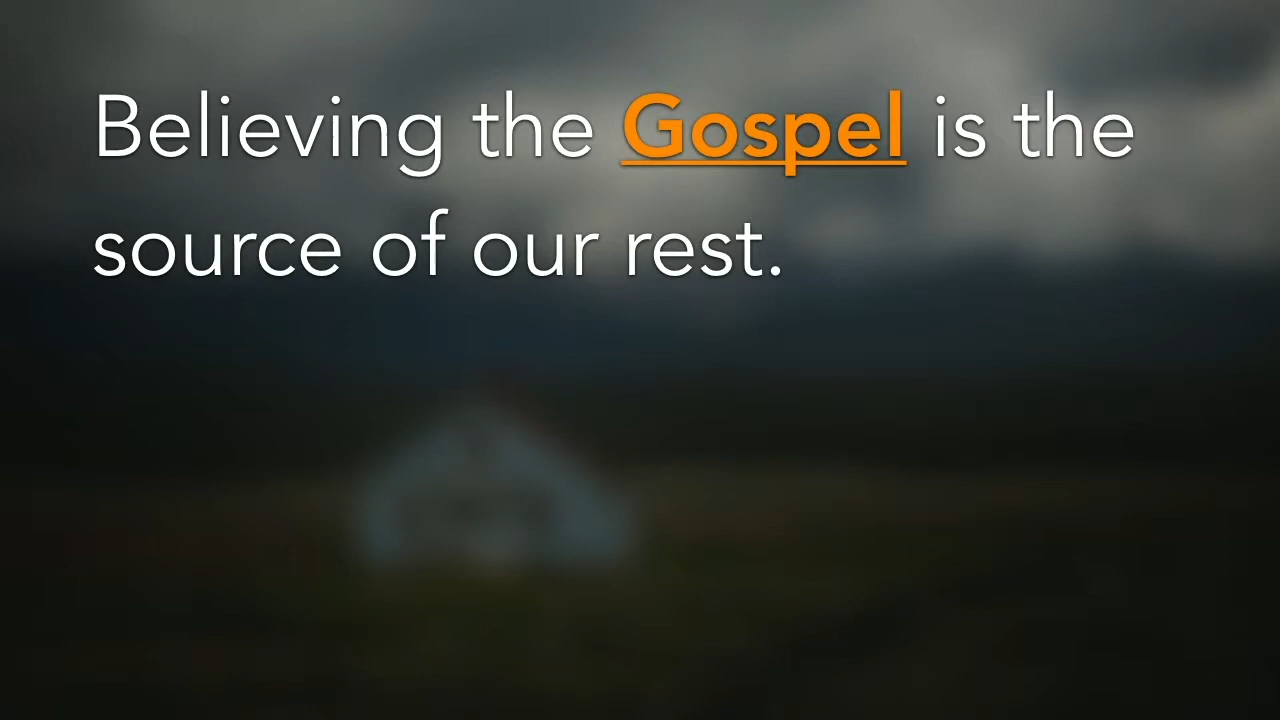 Believing the Gospel is the
source of our rest.